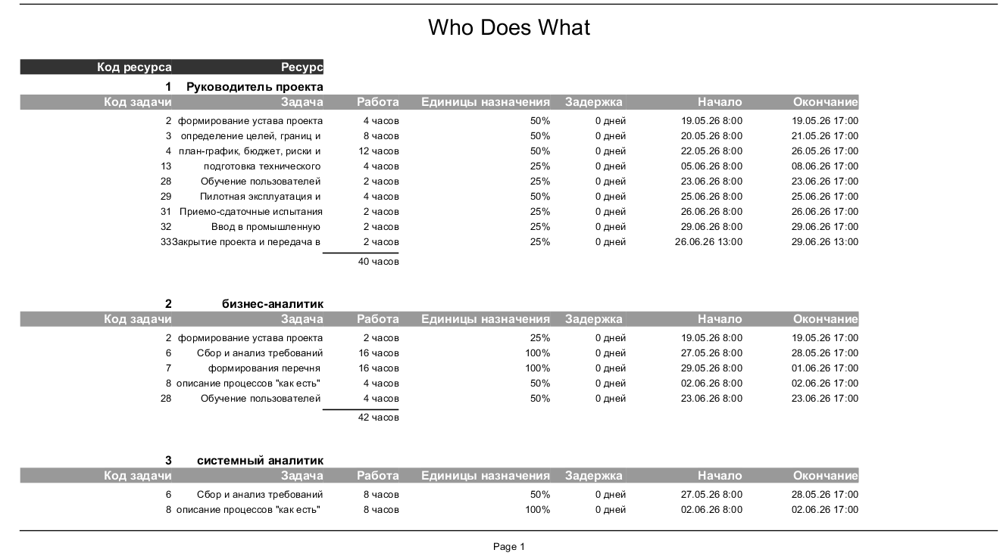 Who Does What
Код ресурса Ресурс
1 Руководитель проекта
Код задачи Задача Работа Единицы назначения Задержка Начало Окончание
2 формирование устава проекта 4 часов 50% 0 дней 19.05.26 8:00 19.05.26 17:00
3 определение целей, границ и 8 часов 50% 0 дней 20.05.26 8:00 21.05.26 17:00
4 план-график, бюджет, риски и 12 часов 50% 0 дней 22.05.26 8:00 26.05.26 17:00
13 подготовка технического 4 часов 25% 0 дней 05.06.26 8:00 08.06.26 17:00
28 Обучение пользователей 2 часов 25% 0 дней 23.06.26 8:00 23.06.26 17:00
29 Пилотная эксплуатация и 4 часов 50% 0 дней 25.06.26 8:00 25.06.26 17:00
31 Приемо-сдаточные испытания 2 часов 25% 0 дней 26.06.26 8:00 26.06.26 17:00
32 Ввод в промышленную 2 часов 25% 0 дней 29.06.26 8:00 29.06.26 17:00
33Закрытие проекта и передача в 2 часов 25% 0 дней 26.06.26 13:00 29.06.26 13:00
40 часов
2 бизнес-аналитик
Код задачи Задача Работа Единицы назначения Задержка Начало Окончание
2 формирование устава проекта 2 часов 25% 0 дней 19.05.26 8:00 19.05.26 17:00
6 Сбор и анализ требований 16 часов 100% 0 дней 27.05.26 8:00 28.05.26 17:00
7 формирования перечня 16 часов 100% 0 дней 29.05.26 8:00 01.06.26 17:00
8 описание процессов "как есть" 4 часов 50% 0 дней 02.06.26 8:00 02.06.26 17:00
28 Обучение пользователей 4 часов 50% 0 дней 23.06.26 8:00 23.06.26 17:00
42 часов
3 системный аналитик
Код задачи Задача Работа Единицы назначения Задержка Начало Окончание
6 Сбор и анализ требований 8 часов 50% 0 дней 27.05.26 8:00 28.05.26 17:00
8 описание процессов "как есть" 8 часов 100% 0 дней 02.06.26 8:00 02.06.26 17:00
Page 1